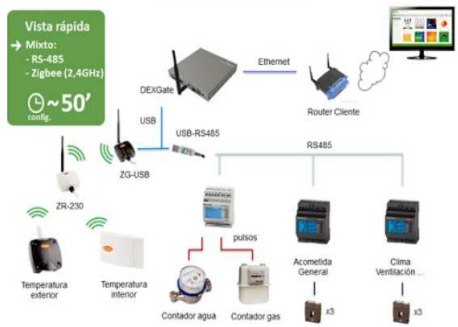 Vista rápida
→ Mixto:
- RS-485
- Zigbee (2,4GHz)
~50'
config.
Ethernet
DEXGate
Router Cliente
USB
USB-RS485
RS485
ZG-USB
ZR-230
pulsos
Temperatura
exterior
Temperatura
interior
Contador agua
Contador gas
Acometida
General
Clima
Ventilación ...
x3
x3